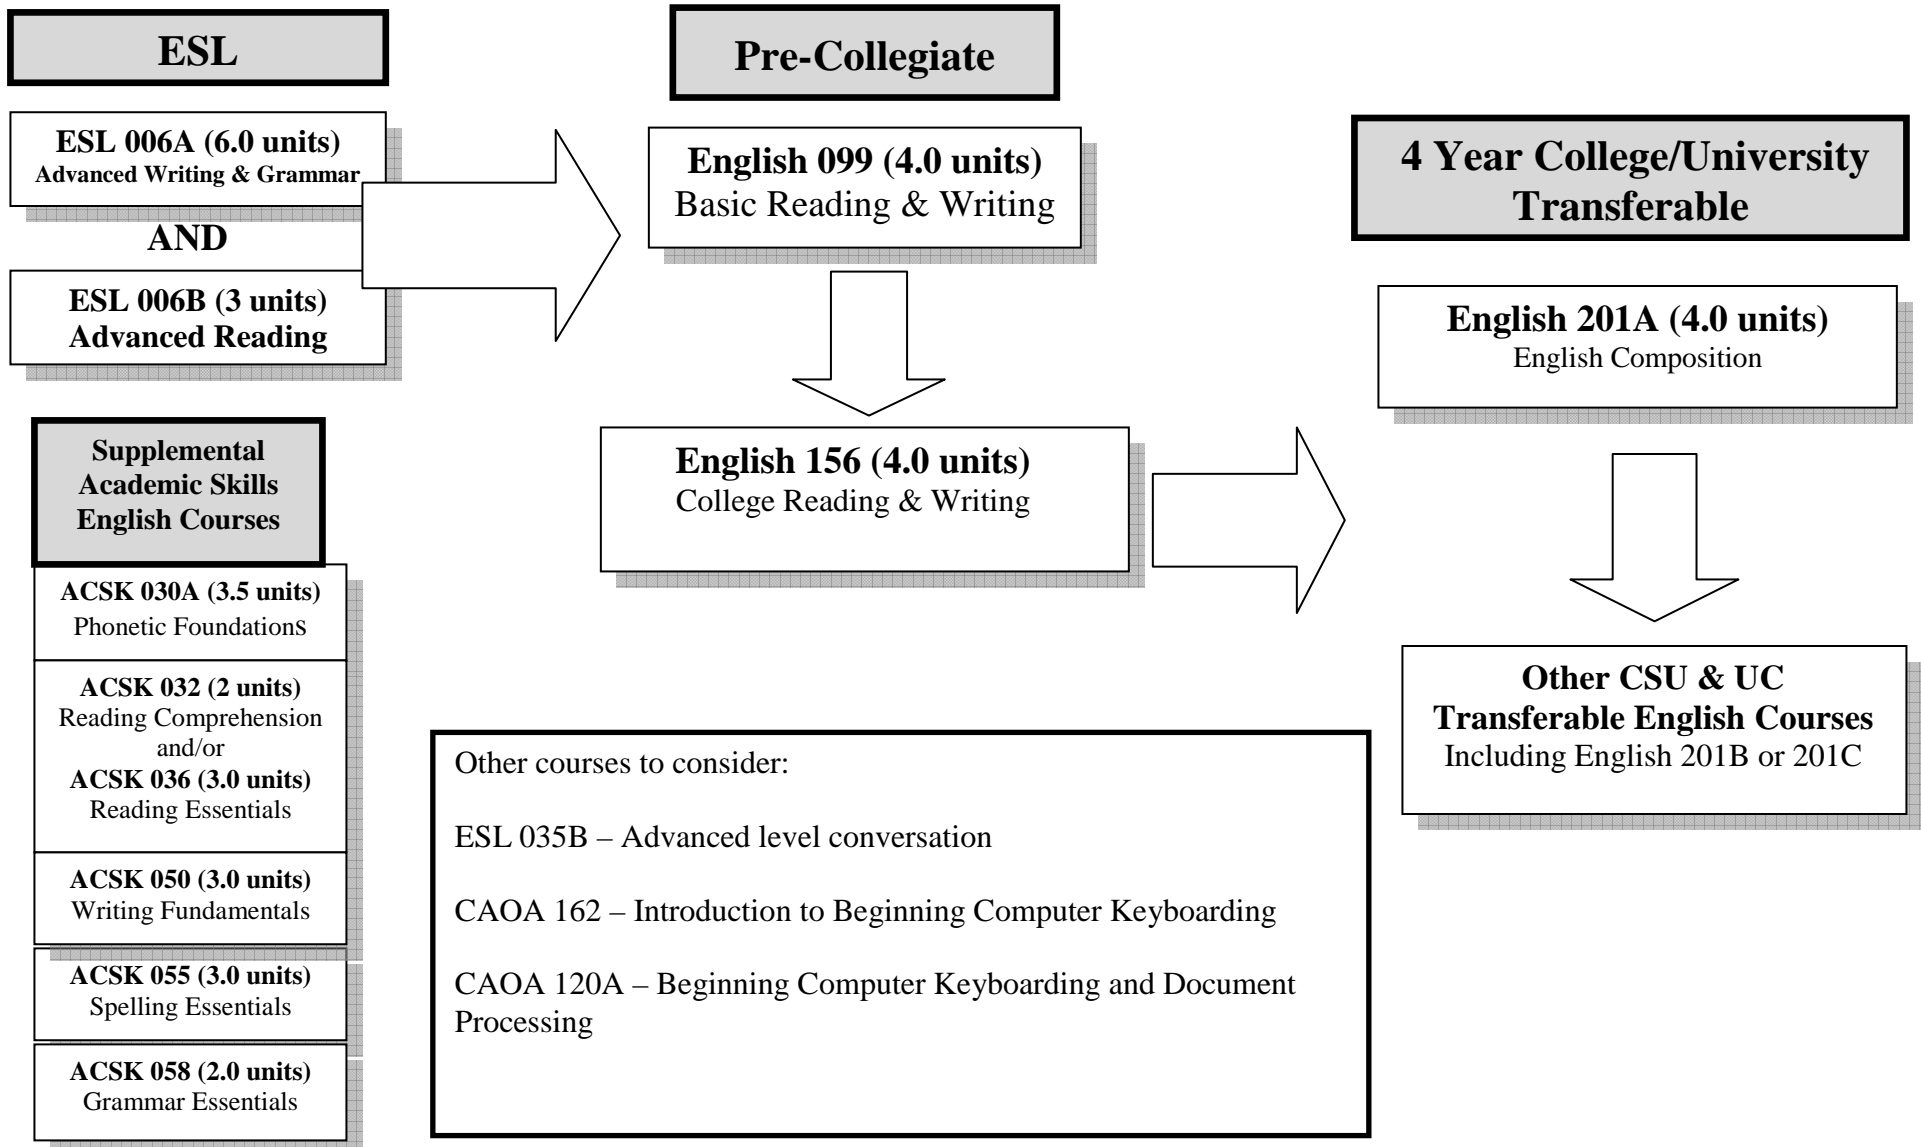 ESL
ESL 006A (6.0 units)
Advanced Writing & Grammar
AND
ESL 006B (3 units)
Advanced Reading
Supplemental
Academic Skills
English Courses
ACSK 030A (3.5 units)
Phonetic Foundations
ACSK 032 (2 units)
Reading Comprehension
and/or
ACSK 036 (3.0 units)
Reading Essentials
ACSK 050 (3.0 units)
Writing Fundamentals
ACSK 055 (3.0 units)
Spelling Essentials
ACSK 058 (2.0 units)
Grammar Essentials
Pre-Collegiate
English 099 (4.0 units)
Basic Reading & Writing
English 156 (4.0 units)
College Reading & Writing
Other courses to consider:
ESL 035B – Advanced level conversation
CAOA 162 – Introduction to Beginning Computer Keyboarding
CAOA 120A – Beginning Computer Keyboarding and Document
Processing
4 Year College/University
Transferable
English 201A (4.0 units)
English Composition
Other CSU & UC
Transferable English Courses
Including English 201B or 201C